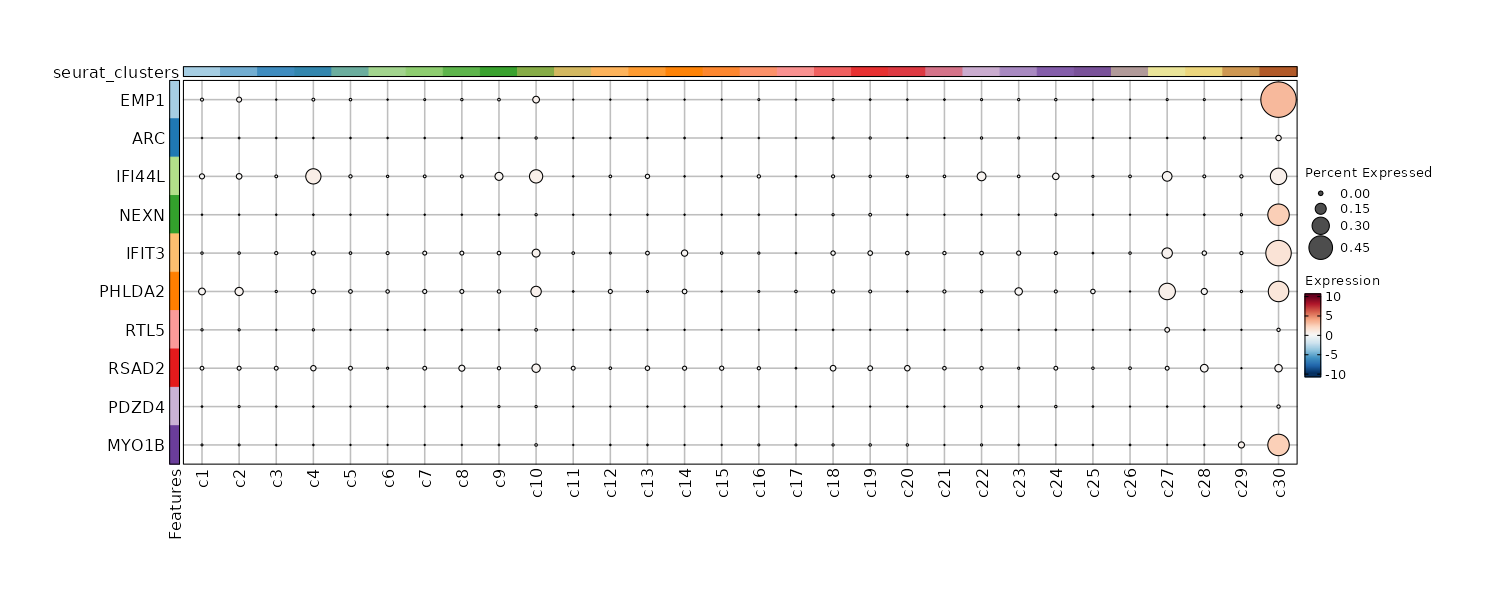 seurat_clusters
EMP1
ARC
IFI44L
NEXN
IFIT3
PHLDA2
RTL5
RSAD2
PDZD4
MYO1B
Features
c1 c2 c3 c4 c5 c6 c7 c8 c9 c10 c11 c12 c13 c14 c15 c16 c17 c18 c19 c20 c21 c22 c23 c24 c25 c26 c27 c28 c29 c30
Percent Expressed
0.00
0.15
0.30
0.45
Expression
10
5
0
-5
-10